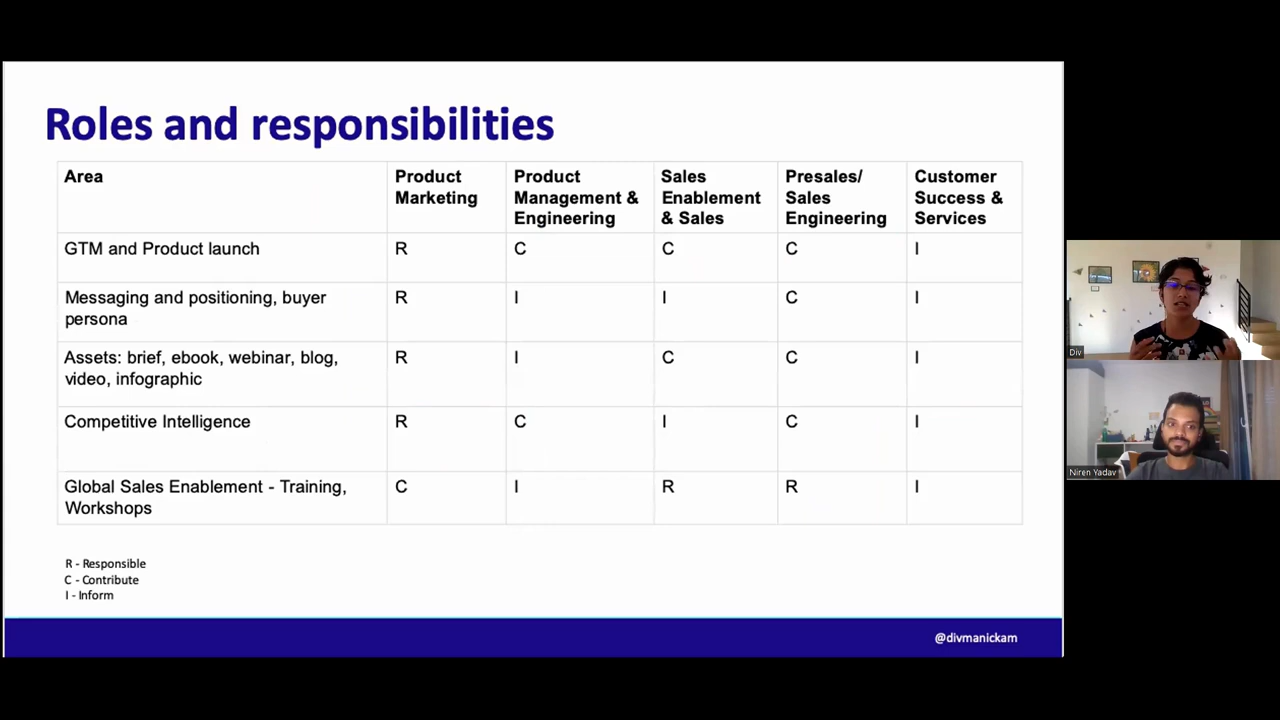 Roles and responsibilities
Area
Product
Marketing
Product
Management &
Engineering
Sales
Enablement
& Sales
Presales/
Sales
Engineering
Customer
Success &
Services
GTM and Product launch
R
C
C
C
I
Messaging and positioning, buyer
persona
R
I
I
C
I
Assets: brief, ebook, webinar, blog,
video, infographic
R
I
C
C
I
Competitive Intelligence
R
C
I
C
I
Global Sales Enablement - Training,
Workshops
C
I
R
R
I
R - Responsible
C - Contribute
I - Inform
@divmanickam
Div
Niren Yadav